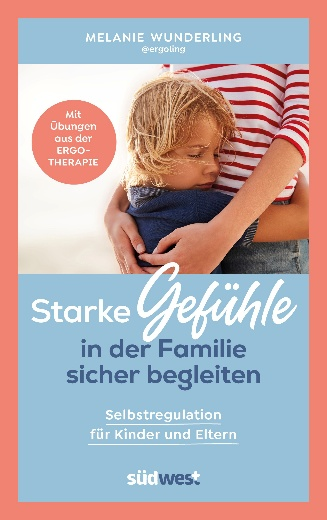 MELANIE WUNDERLING
@ergoling
Mit
Übungen
aus der
ERGO-
THERAPIE
Starke Gefühle
in der Familie
sicher begleiten
Selbstregulation
für Kinder und Eltern
südwest